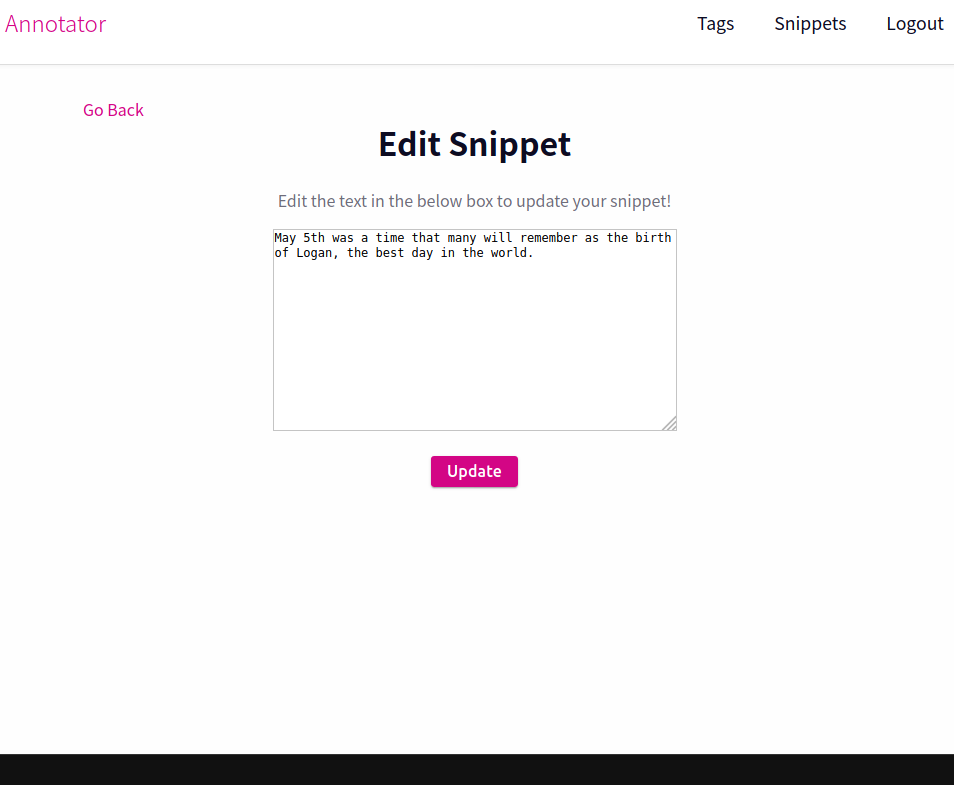 Annotator
Tags Snippets Logout
Go Back
Edit Snippet
Edit the text in the below box to update your snippet!
May 5th was a time that many will remember as the birth
of Logan, the best day in the world.
Update